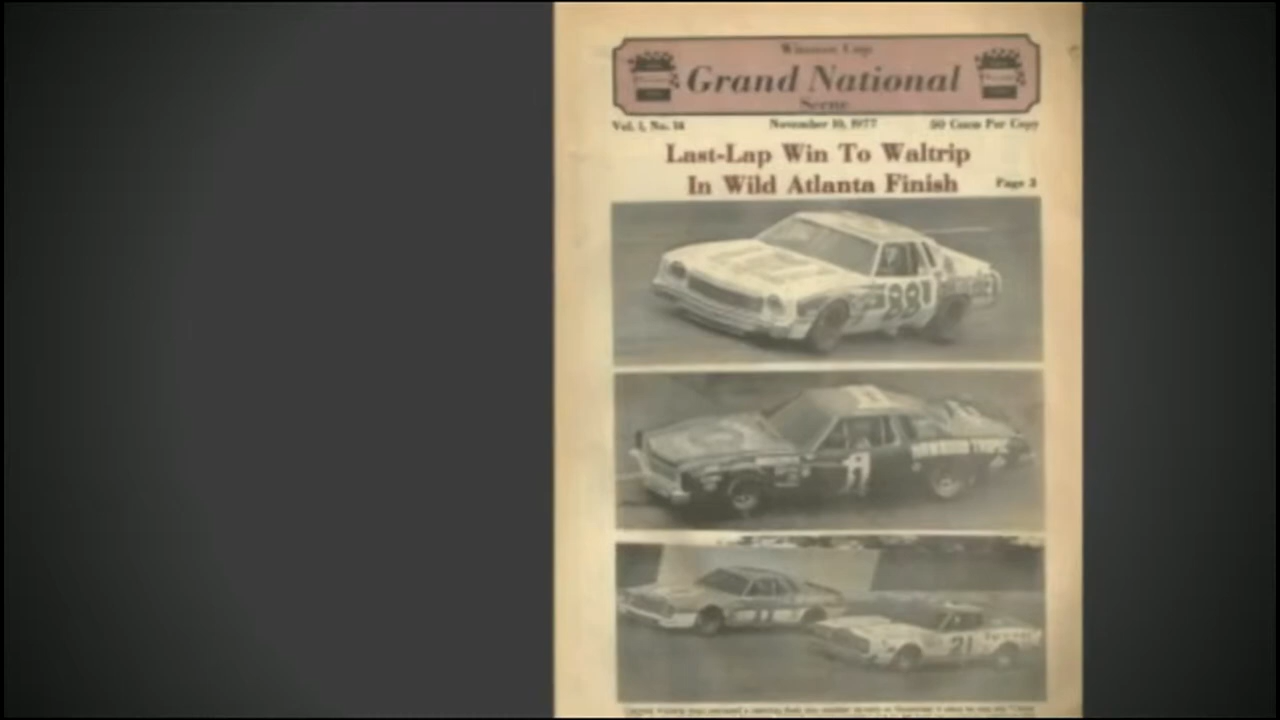 Winston Cup
Grand National
Scene
Vol. 1, No. 14 November 10, 1977 50 Cents Per Copy
Last-Lap Win To Waltrip
In Wild Atlanta Finish Page 3
88
11
11
21